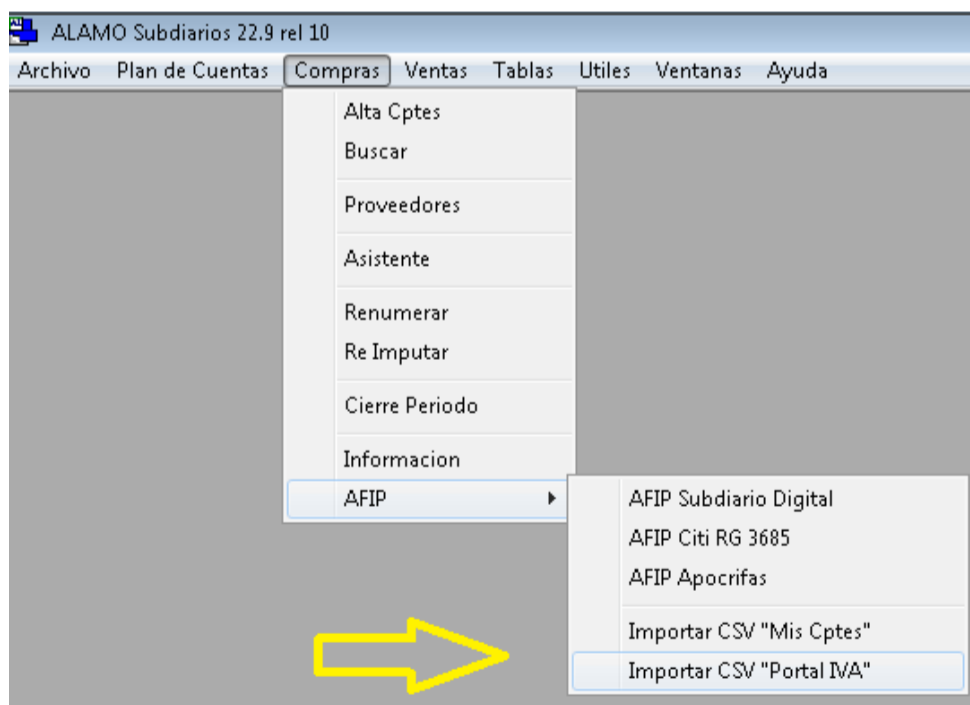 ALAMO Subdiarios 22.9 rel 10
Archivo Plan de Cuentas Compras Ventas Tablas Utiles Ventanas Ayuda
Alta Cptes
Buscar
Proveedores
Asistente
Renumerar
Re Imputar
Cierre Periodo
Informacion
AFIP
AFIP Subdiario Digital
AFIP Citi RG 3685
AFIP Apocrifas
Importar CSV "Mis Cptes"
Importar CSV "Portal IVA"